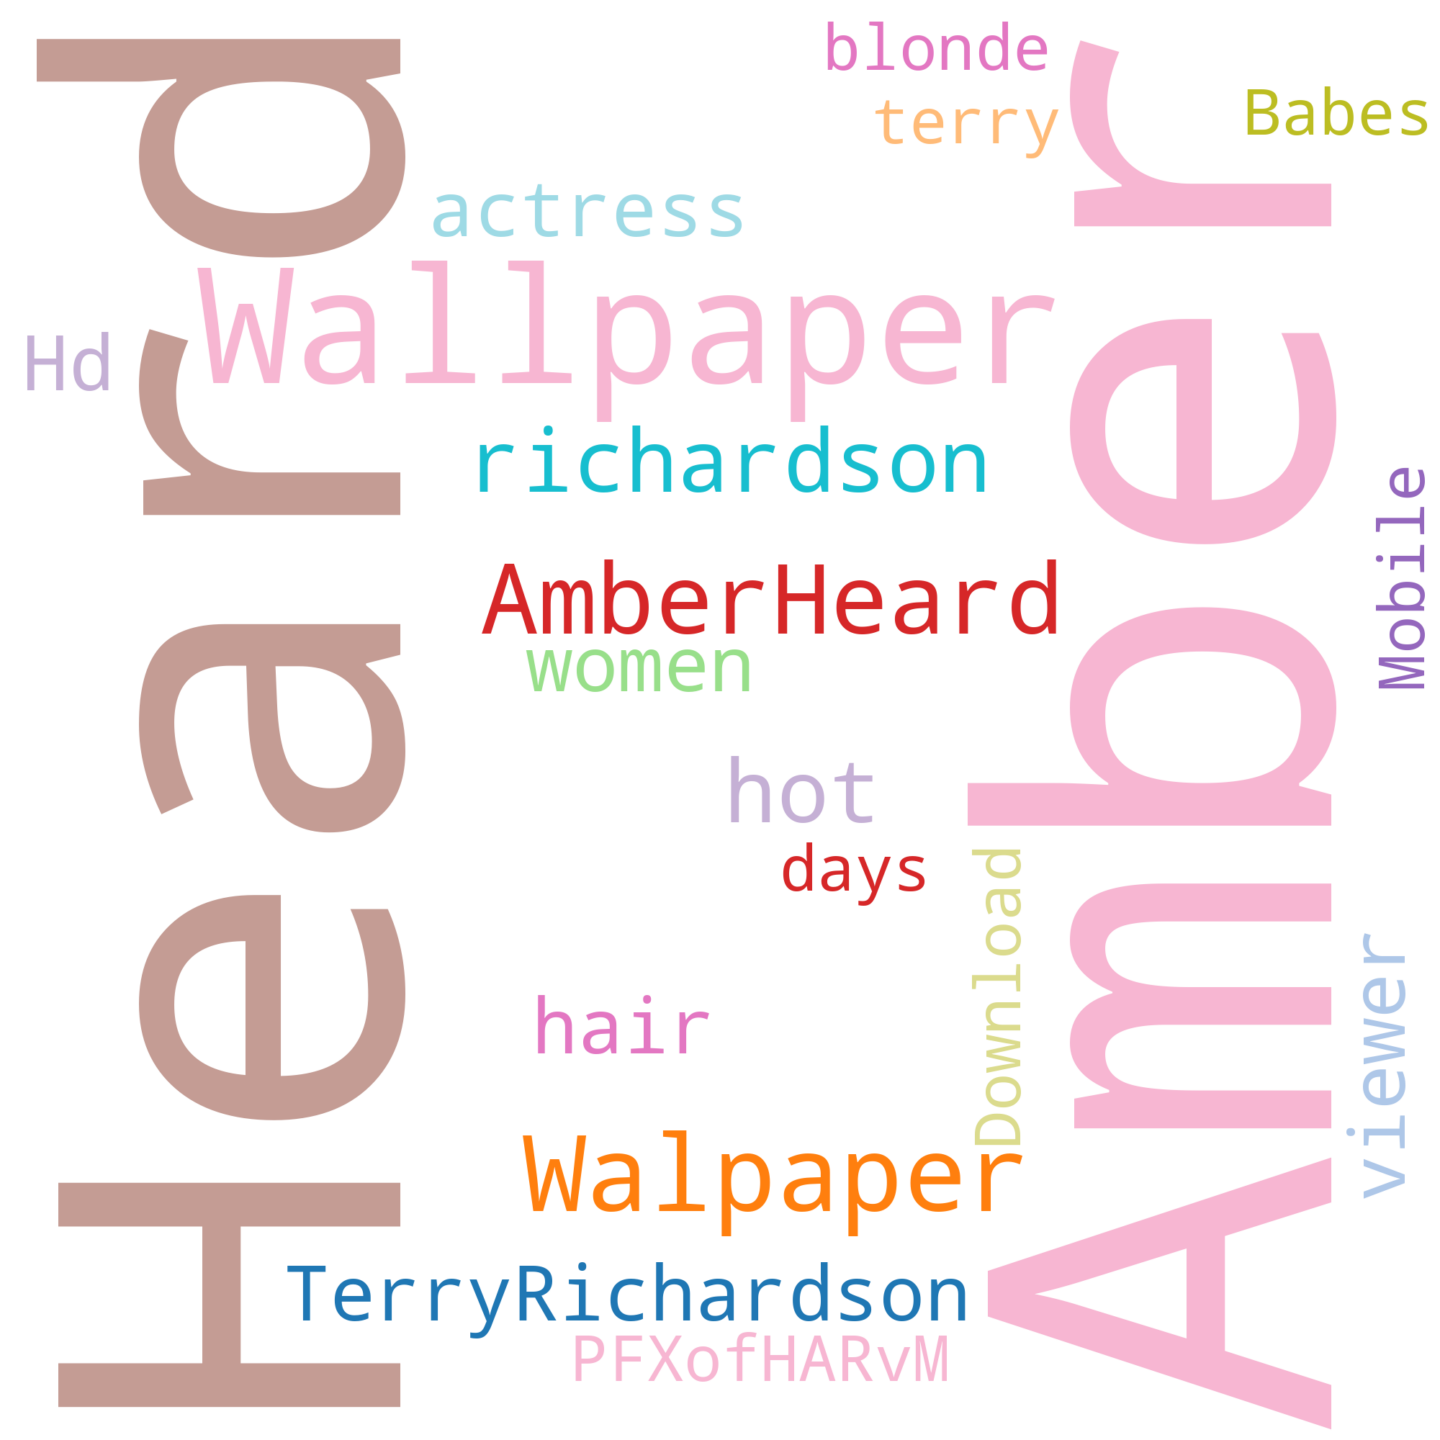 blonde
terry
Babes
actress
Wallpaper
Hd
richardson
AmberHeard
women
Mobile
hot
days
Download
viewer
hair
Walpaper
TerryRichardson
PFXofHARvM
Heard
Amber